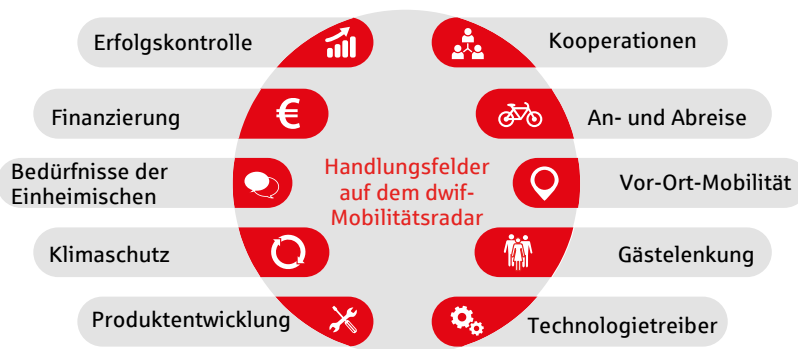 Erfolgskontrolle
Kooperationen
Finanzierung
€
An- und Abreise
Bedürfnisse der
Einheimischen
Handlungsfelder
auf dem dwif-
Mobilitätsradar
Vor-Ort-Mobilität
Klimaschutz
Gästelenkung
Produktentwicklung
Technologietreiber